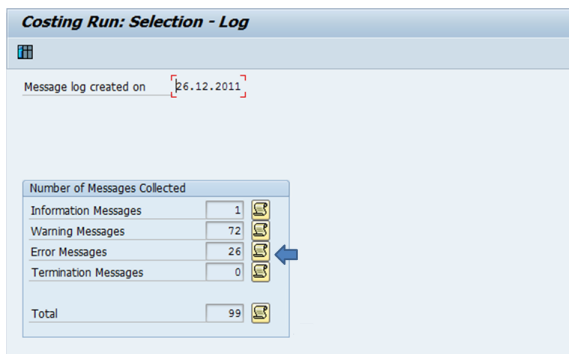 Costing Run: Selection - Log
Message log created on 26.12.2011
Number of Messages Collected
Information Messages 1
Warning Messages 72
Error Messages 26
Termination Messages 0
Total 99